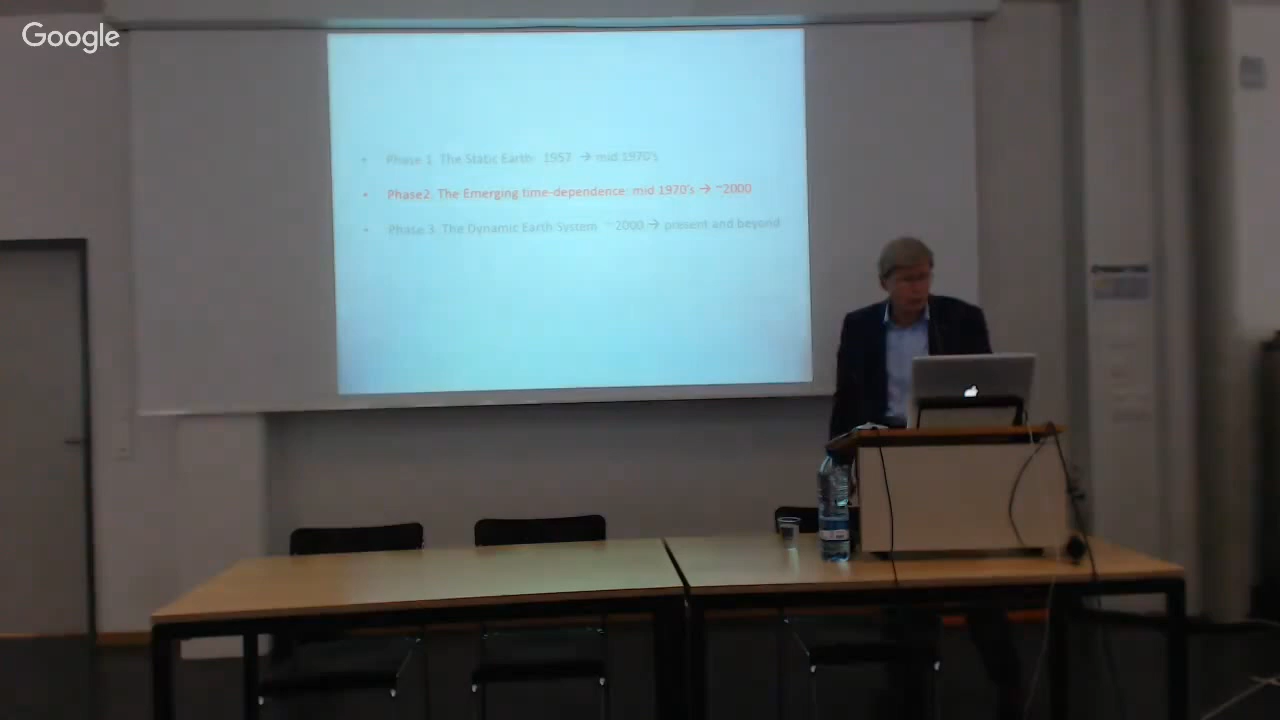 Google
Phase 1. The Static Earth: 1957 → mid 1970's
Phase2. The Emerging time-dependence: mid 1970's → ~2000
Phase 3. The Dynamic Earth System ~2000 → present and beyond